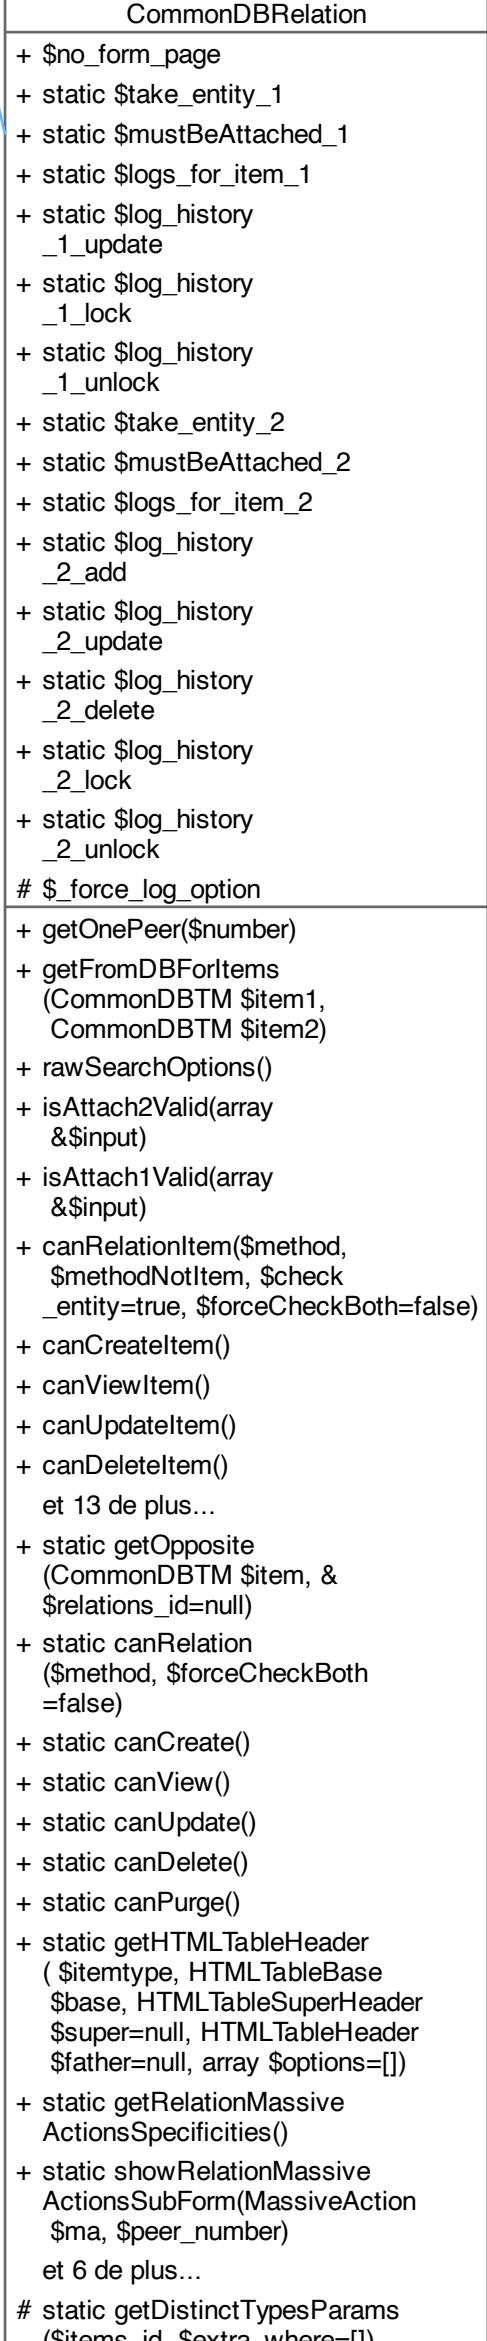 CommonDBRelation
+ $no_form_page
+ static $take_entity_1
+ static $mustBeAttached_1
+ static $logs_for_item_1
+ static $log_history
_1_update
+ static $log_history
_1_lock
+ static $log_history
_1_unlock
+ static $take_entity_2
+ static $mustBeAttached_2
+ static $logs_for_item_2
+ static $log_history
_2_add
+ static $log_history
_2_update
+ static $log_history
_2_delete
+ static $log_history
_2_lock
+ static $log_history
_2_unlock
# $_force_log_option
+ getOnePeer($number)
+ getFromDBForItems
(CommonDBTM $item1,
CommonDBTM $item2)
+ rawSearchOptions()
+ isAttach2Valid(array
&$input)
+ isAttach1Valid(array
&$input)
+ canRelationItem($method,
$methodNotItem, $check
_entity=true, $forceCheckBoth=false)
+ canCreateItem()
+ canViewItem()
+ canUpdateItem()
+ canDeleteItem()
et 13 de plus...
+ static getOpposite
(CommonDBTM $item, &
$relations_id=null)
+ static canRelation
($method, $forceCheckBoth
=false)
+ static canCreate()
+ static canView()
+ static canUpdate()
+ static canDelete()
+ static canPurge()
+ static getHTMLTableHeader
( $itemtype, HTMLTableBase
$base, HTMLTableSuperHeader
$super=null, HTMLTableHeader
$father=null, array $options=[])
+ static getRelationMassive
ActionsSpecificities()
+ static showRelationMassive
ActionsSubForm(MassiveAction
$ma, $peer_number)
et 6 de plus...
# static getDistinctTypesParams
($items_id, $extra_where=[])